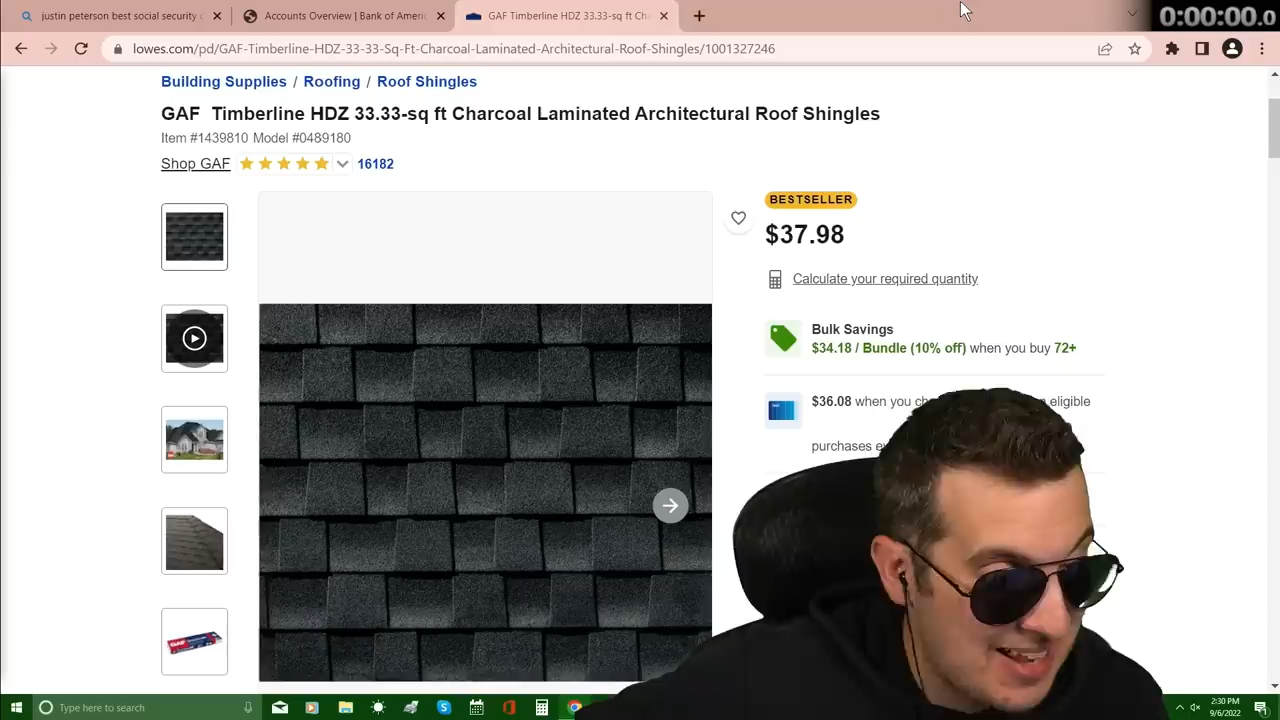 justin peterson best social security c
Accounts Overview | Bank of Ameri
GAF Timberline HDZ 33.33-sq ft Cha
0:00:00.0
lowes.com/pd/GAF-Timberline-HDZ-33-33-Sq-Ft-Charcoal-Laminated-Architectural-Roof-Shingles/1001327246
Building Supplies / Roofing / Roof Shingles
GAF Timberline HDZ 33.33-sq ft Charcoal Laminated Architectural Roof Shingles
Item #1439810 Model #0489180
Shop GAF 16182
BESTSELLER
$37.98
Calculate your required quantity
Bulk Savings
$34.18 / Bundle (10% off) when you buy 72+
$36.08 when you eligible
purchases
GAF
Type here to search
2:30 PM
9/6/2022